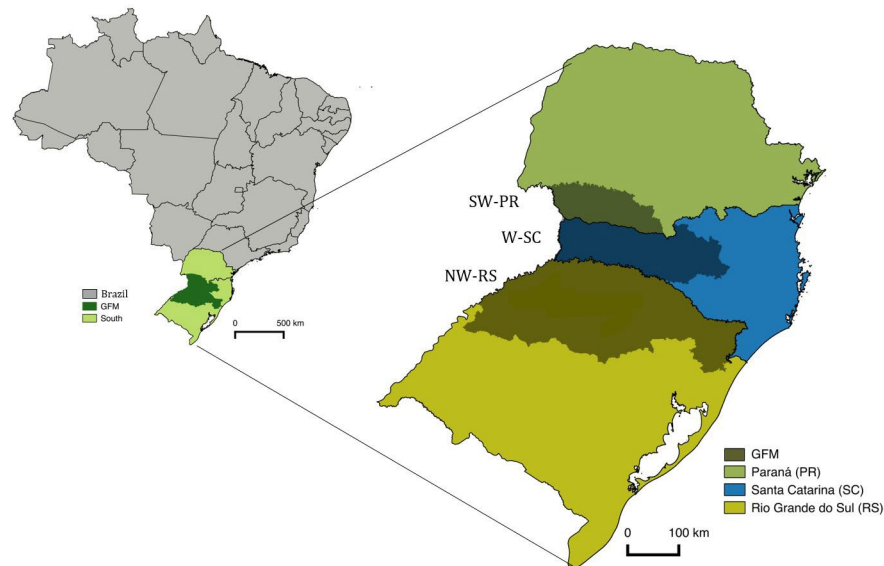 SW-PR
W-SC
NW-RS
Brazil
GFM
South
0 500 km
GFM
Paraná (PR)
Santa Catarina (SC)
Rio Grande do Sul (RS)
0 100 km